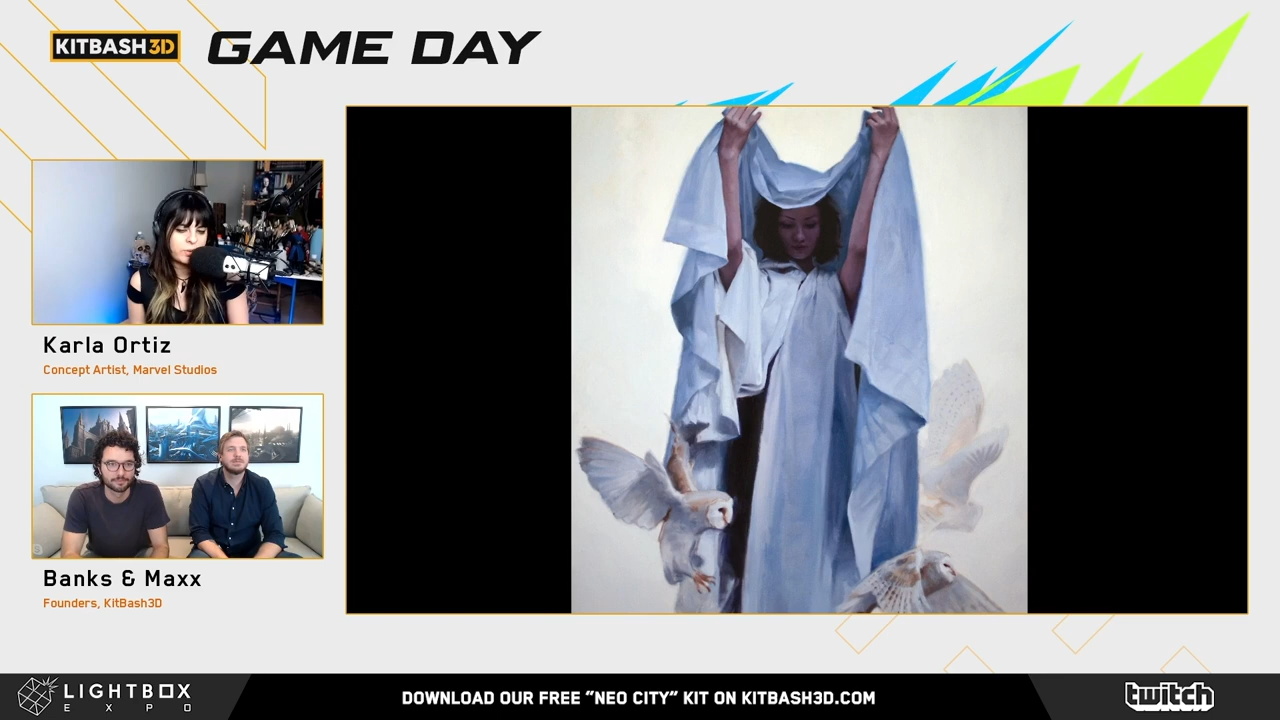 KITBASH3D GAME DAY
Karla Ortiz
Concept Artist, Marvel Studios
Banks & Maxx
Founders, KitBash3D
LIGHTBOX
EXPO
DOWNLOAD OUR FREE “NEO CITY” KIT ON KITBASH3D.COM
twitch